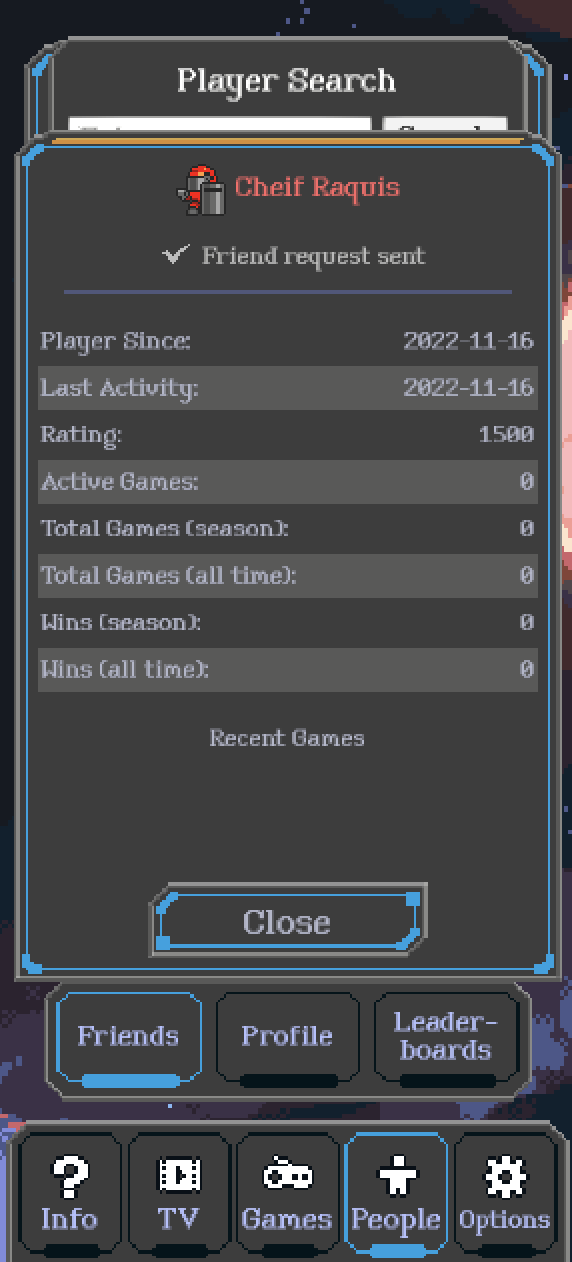 Player Search
Cheif Raquis
Friend request sent
Player Since: 2022-11-16
Last Activity: 2022-11-16
Rating: 1500
Active Games: 0
Total Games (season): 0
Total Games (all time): 0
Wins (season): 0
Wins (all time): 0
Recent Games
Close
Friends Profile Leader-
boards
Info TV Games People Options